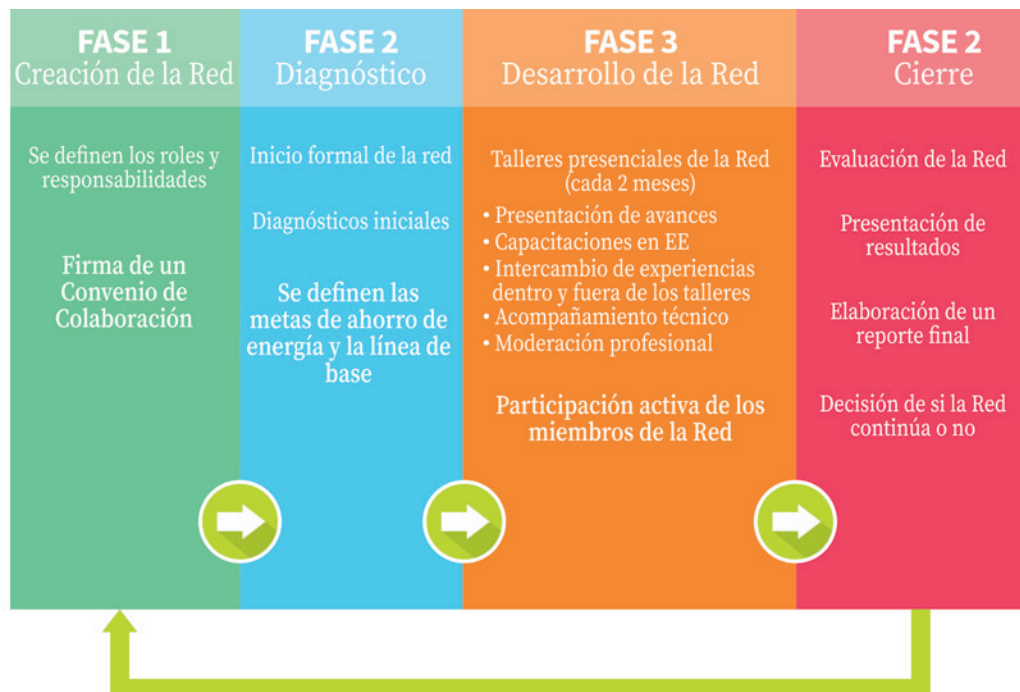 FASE 1
Creación de la Red
Se definen los roles y
responsabilidades
Firma de un
Convenio de
Colaboración
FASE 2
Diagnóstico
Inicio formal de la red
Diagnósticos iniciales
Se definen las
metas de ahorro de
energía y la línea de
base
FASE 3
Desarrollo de la Red
Talleres presenciales de la Red
(cada 2 meses)
• Presentación de avances
• Capacitaciones en EE
• Intercambio de experiencias
dentro y fuera de los talleres
• Acompañamiento técnico
• Moderación profesional
Participación activa de los
miembros de la Red
FASE 2
Cierre
Evaluación de la Red
Presentación de
resultados
Elaboración de un
reporte final
Decisión de si la Red
continúa o no